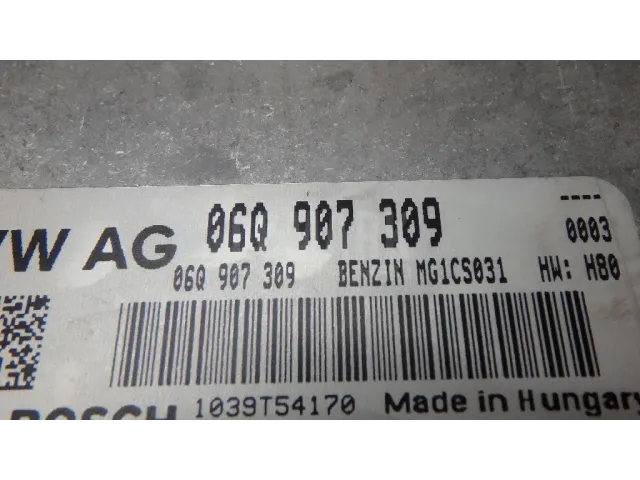 ----
VW AG 06Q 907 309 0003
06Q 907 309 BENZIN MG1CS031 HW: H80
BOSCH 1039T54170 Made in Hungary